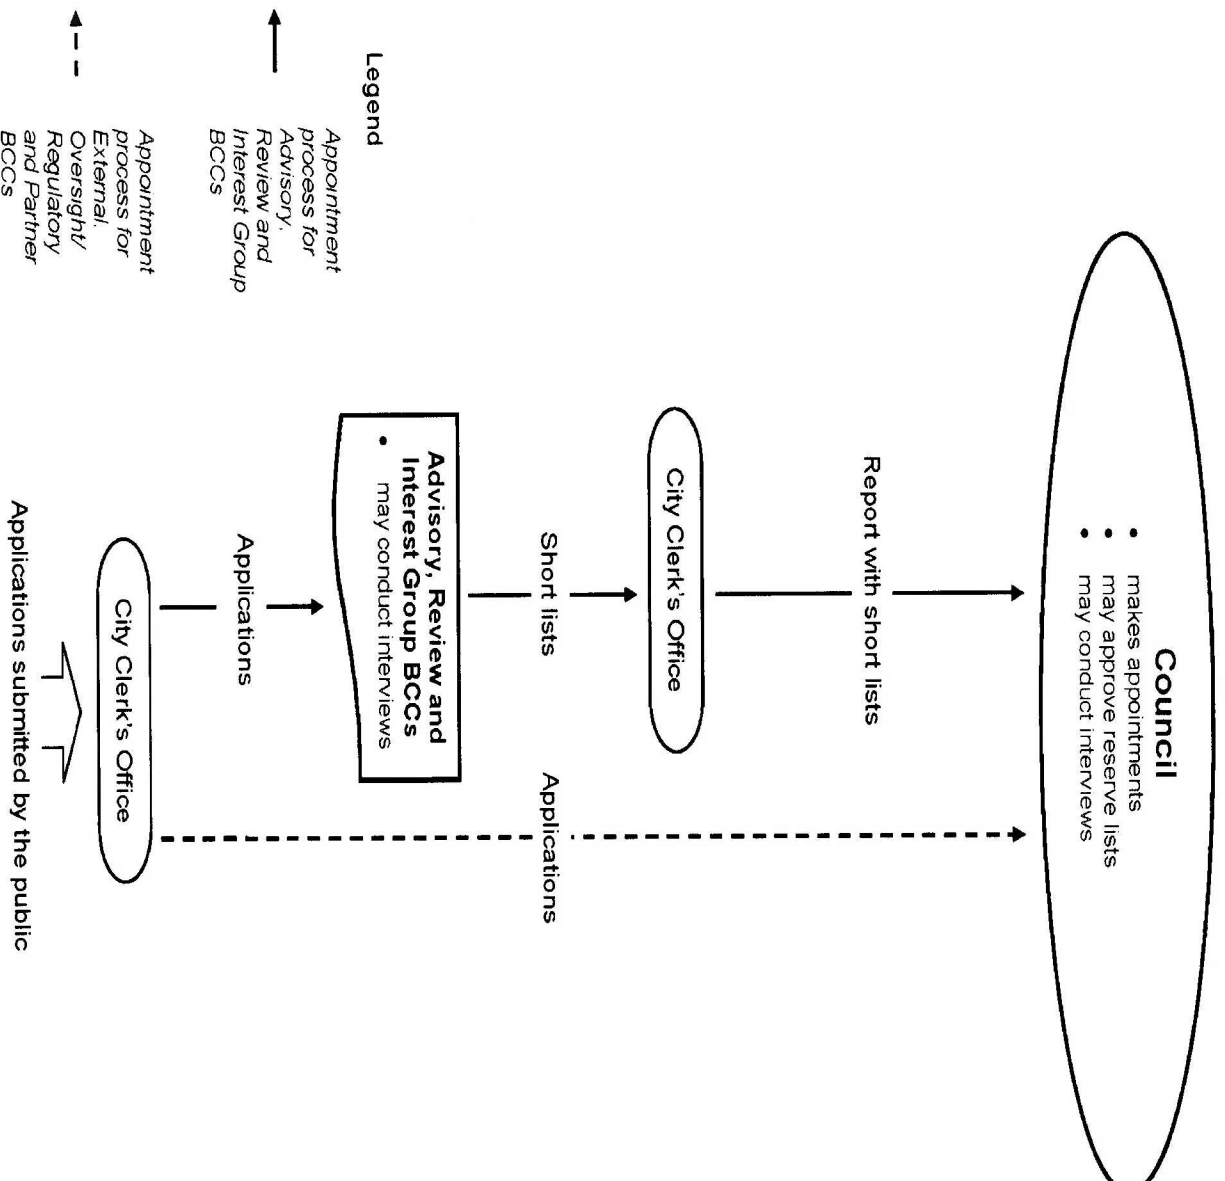 Council
• makes appointments
• may approve reserve lists
• may conduct interviews
Report with short lists
City Clerk's Office
Short lists
Applications
Advisory, Review and
Interest Group BCCs
• may conduct interviews
Applications
City Clerk's Office
Applications submitted by the public
Legend
Appointment
process for
Advisory,
Review and
Interest Group
BCCs
Appointment
process for
External.
Oversight/
Regulatory
and Partner
BCCs